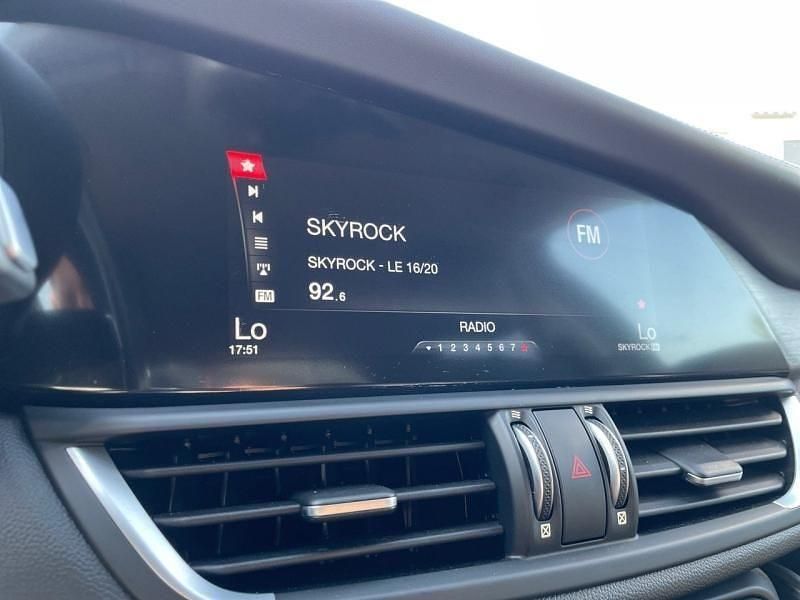 SKYROCK
FM
SKYROCK - LE 16/20
92.6
FM
Lo
RADIO
Lo
17:51
1 2 3 4 5 6 7
SKYROCK